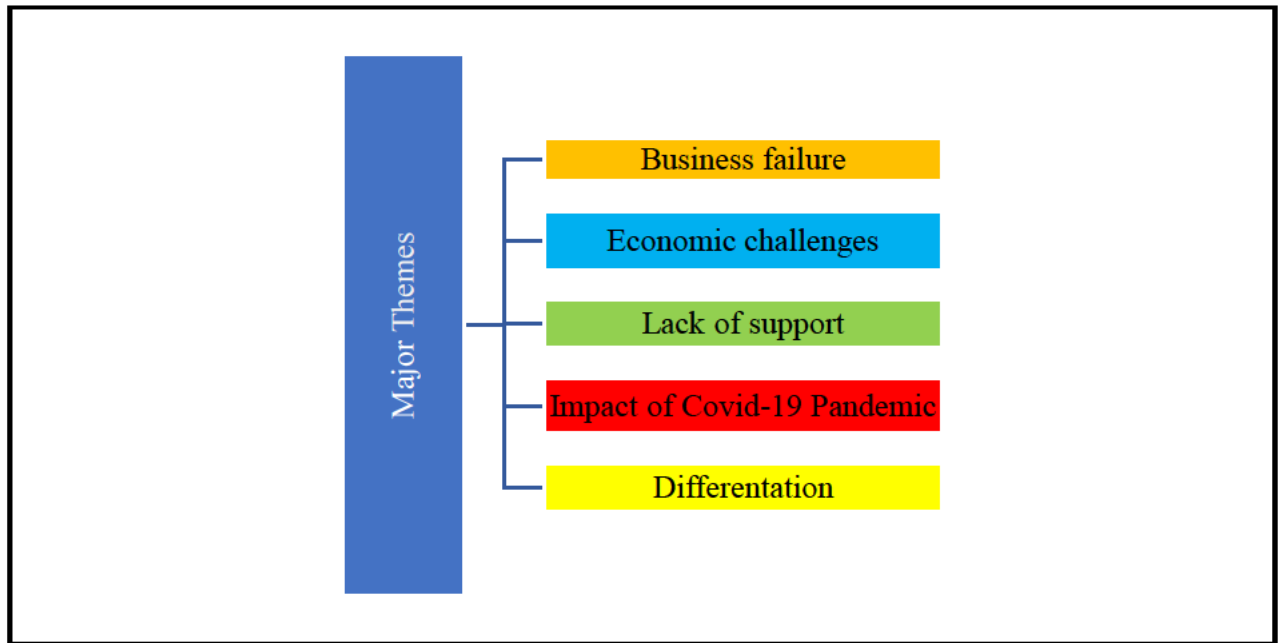 Major Themes
Business failure
Economic challenges
Lack of support
Impact of Covid-19 Pandemic
Differentation